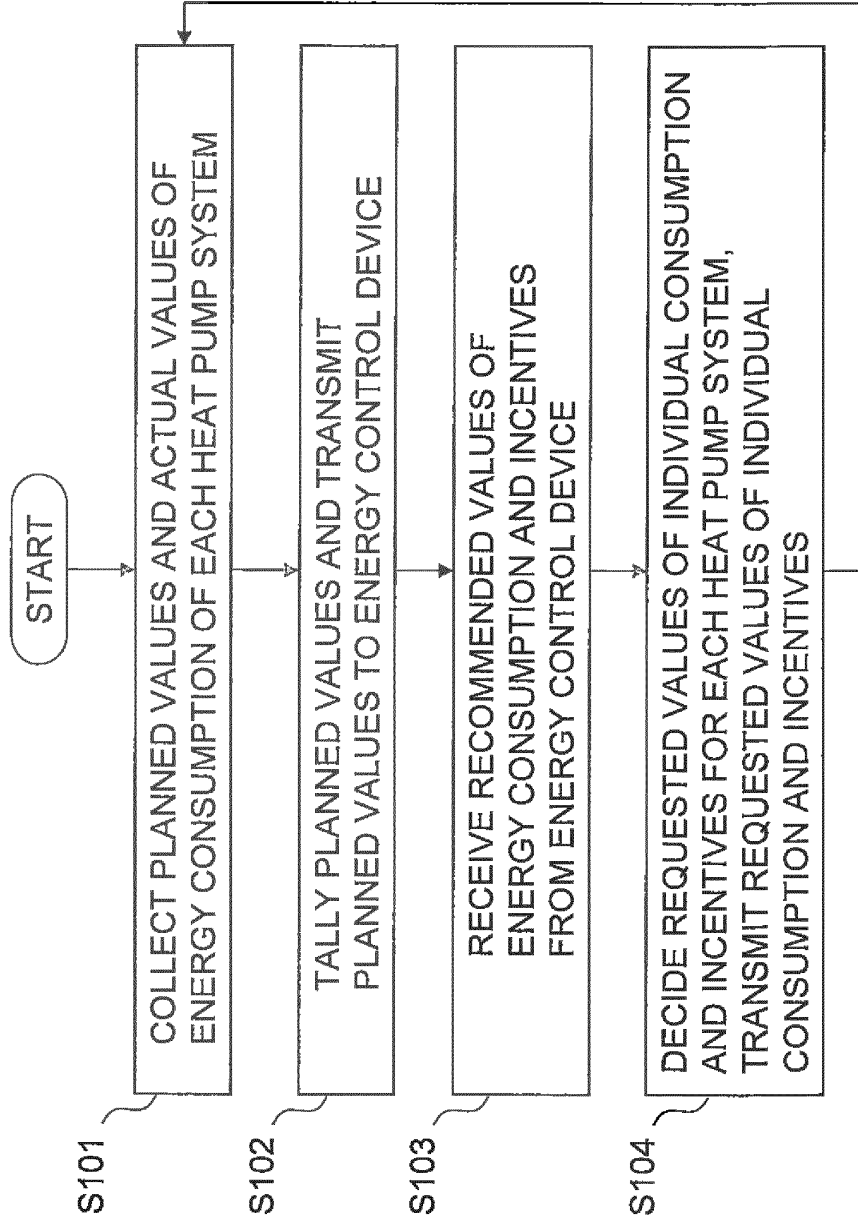 START
S101
COLLECT PLANNED VALUES AND ACTUAL VALUES OF
ENERGY CONSUMPTION OF EACH HEAT PUMP SYSTEM
S102
TALLY PLANNED VALUES AND TRANSMIT
PLANNED VALUES TO ENERGY CONTROL DEVICE
S103
RECEIVE RECOMMENDED VALUES OF
ENERGY CONSUMPTION AND INCENTIVES
FROM ENERGY CONTROL DEVICE
S104
DECIDE REQUESTED VALUES OF INDIVIDUAL CONSUMPTION
AND INCENTIVES FOR EACH HEAT PUMP SYSTEM,
TRANSMIT REQUESTED VALUES OF INDIVIDUAL
CONSUMPTION AND INCENTIVES